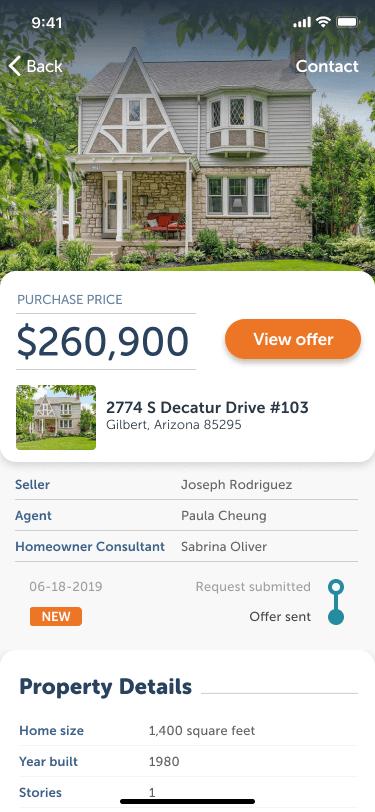 9:41
Back
Contact
PURCHASE PRICE
$260,900
View offer
2774 S Decatur Drive #103
Gilbert, Arizona 85295
Seller Joseph Rodriguez
Agent Paula Cheung
Homeowner Consultant Sabrina Oliver
06-18-2019 Request submitted
NEW Offer sent
Property Details
Home size 1,400 square feet
Year built 1980
Stories 1